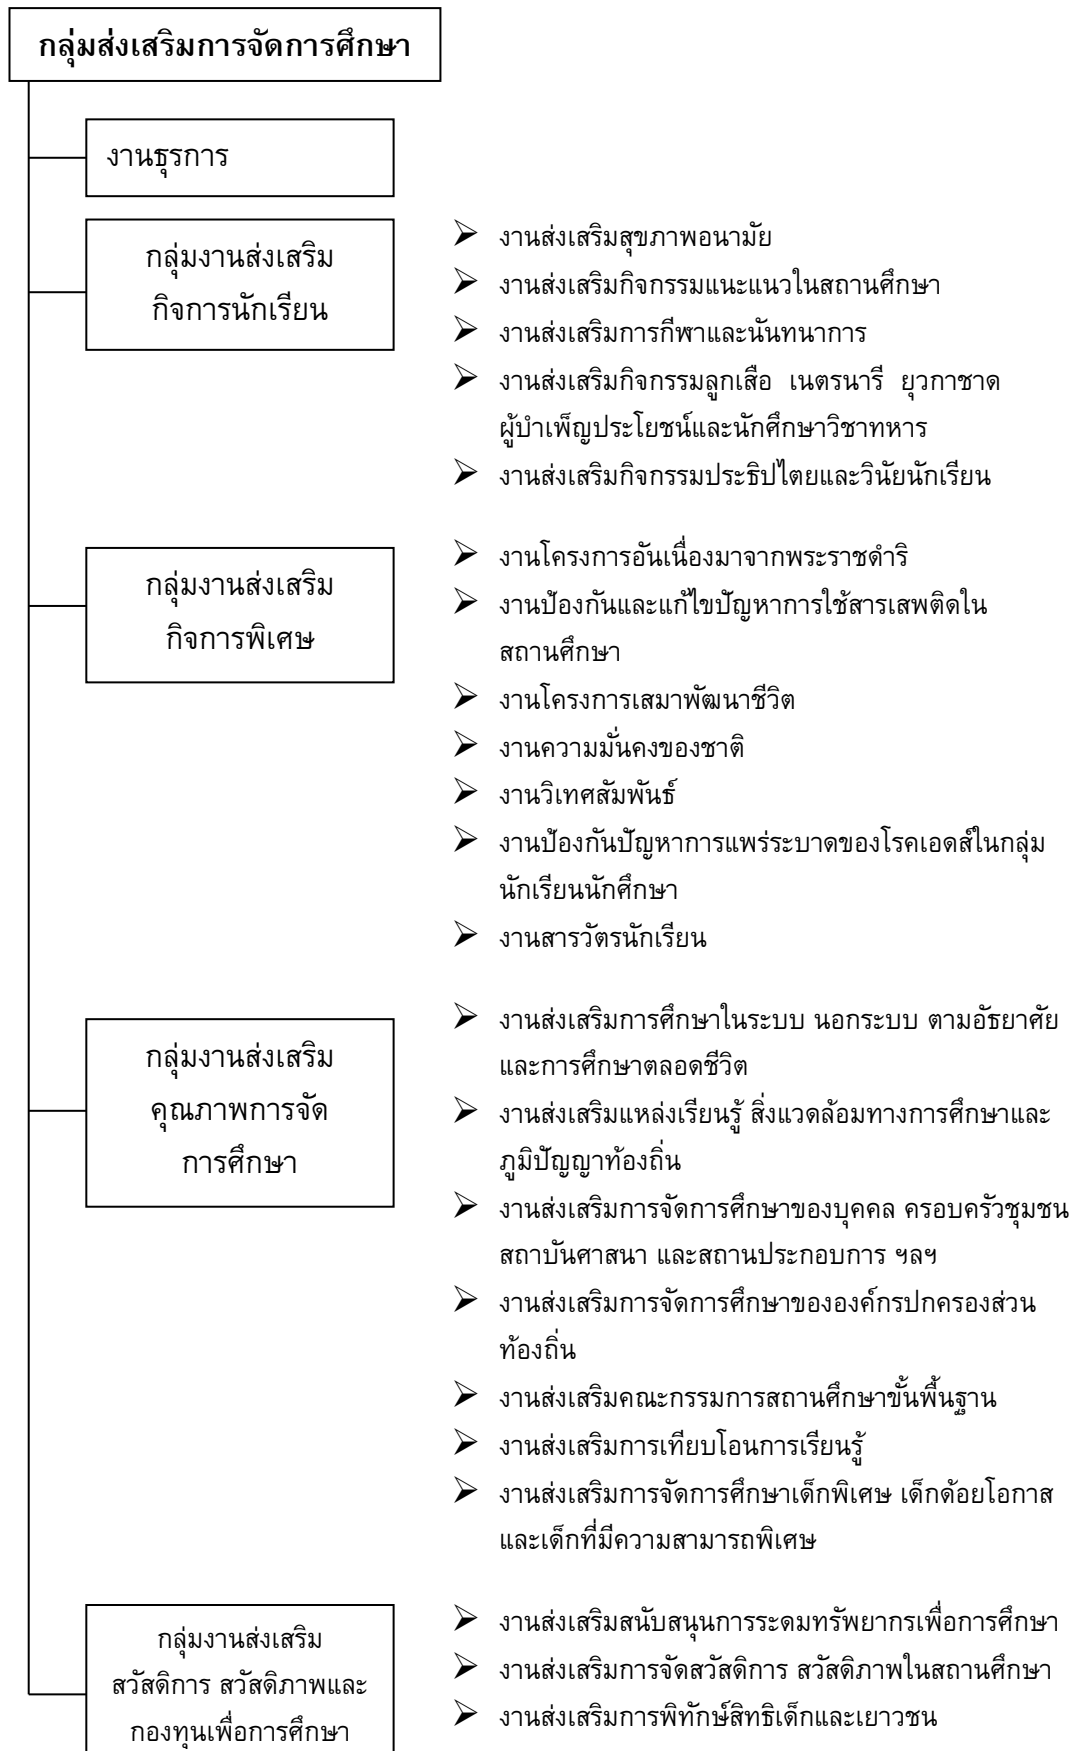 กลุ่มส่งเสริมการจัดการศึกษา
งานธุรการ
กลุ่มงานส่งเสริม
กิจการนักเรียน
งานส่งเสริมสุขภาพอนามัย
งานส่งเสริมกิจกรรมแนะแนวในสถานศึกษา
งานส่งเสริมการกีฬาและนันทนาการ
งานส่งเสริมกิจกรรมลูกเสือ เนตรนารี ยุวกาชาด
ผู้บำเพ็ญประโยชน์และนักศึกษาวิชาทหาร
งานส่งเสริมกิจกรรมประธิปไตยและวินัยนักเรียน
กลุ่มงานส่งเสริม
กิจการพิเศษ
งานโครงการอันเนื่องมาจากพระราชดำริ
งานป้องกันและแก้ไขปัญหาการใช้สารเสพติดใน
สถานศึกษา
งานโครงการเสมาพัฒนาชีวิต
งานความมั่นคงของชาติ
งานวิเทศสัมพันธ์
งานป้องกันปัญหาการแพร่ระบาดของโรคเอดส์ในกลุ่ม
นักเรียนนักศึกษา
งานสารวัตรนักเรียน
กลุ่มงานส่งเสริม
คุณภาพการจัด
การศึกษา
งานส่งเสริมการศึกษาในระบบ นอกระบบ ตามอัธยาศัย
และการศึกษาตลอดชีวิต
งานส่งเสริมแหล่งเรียนรู้ สิ่งแวดล้อมทางการศึกษาและ
ภูมิปัญญาท้องถิ่น
งานส่งเสริมการจัดการศึกษาของบุคคล ครอบครัวชุมชน
สถาบันศาสนา และสถานประกอบการ ฯลฯ
งานส่งเสริมการจัดการศึกษาขององค์กรปกครองส่วน
ท้องถิ่น
งานส่งเสริมคณะกรรมการสถานศึกษาขั้นพื้นฐาน
งานส่งเสริมการเทียบโอนการเรียนรู้
งานส่งเสริมการจัดการศึกษาเด็กพิเศษ เด็กด้อยโอกาส
และเด็กที่มีความสามารถพิเศษ
กลุ่มงานส่งเสริม
สวัสดิการ สวัสดิภาพและ
กองทุนเพื่อการศึกษา
งานส่งเสริมสนับสนุนการระดมทรัพยากรเพื่อการศึกษา
งานส่งเสริมการจัดสวัสดิการ สวัสดิภาพในสถานศึกษา
งานส่งเสริมการพิทักษ์สิทธิเด็กและเยาวชน